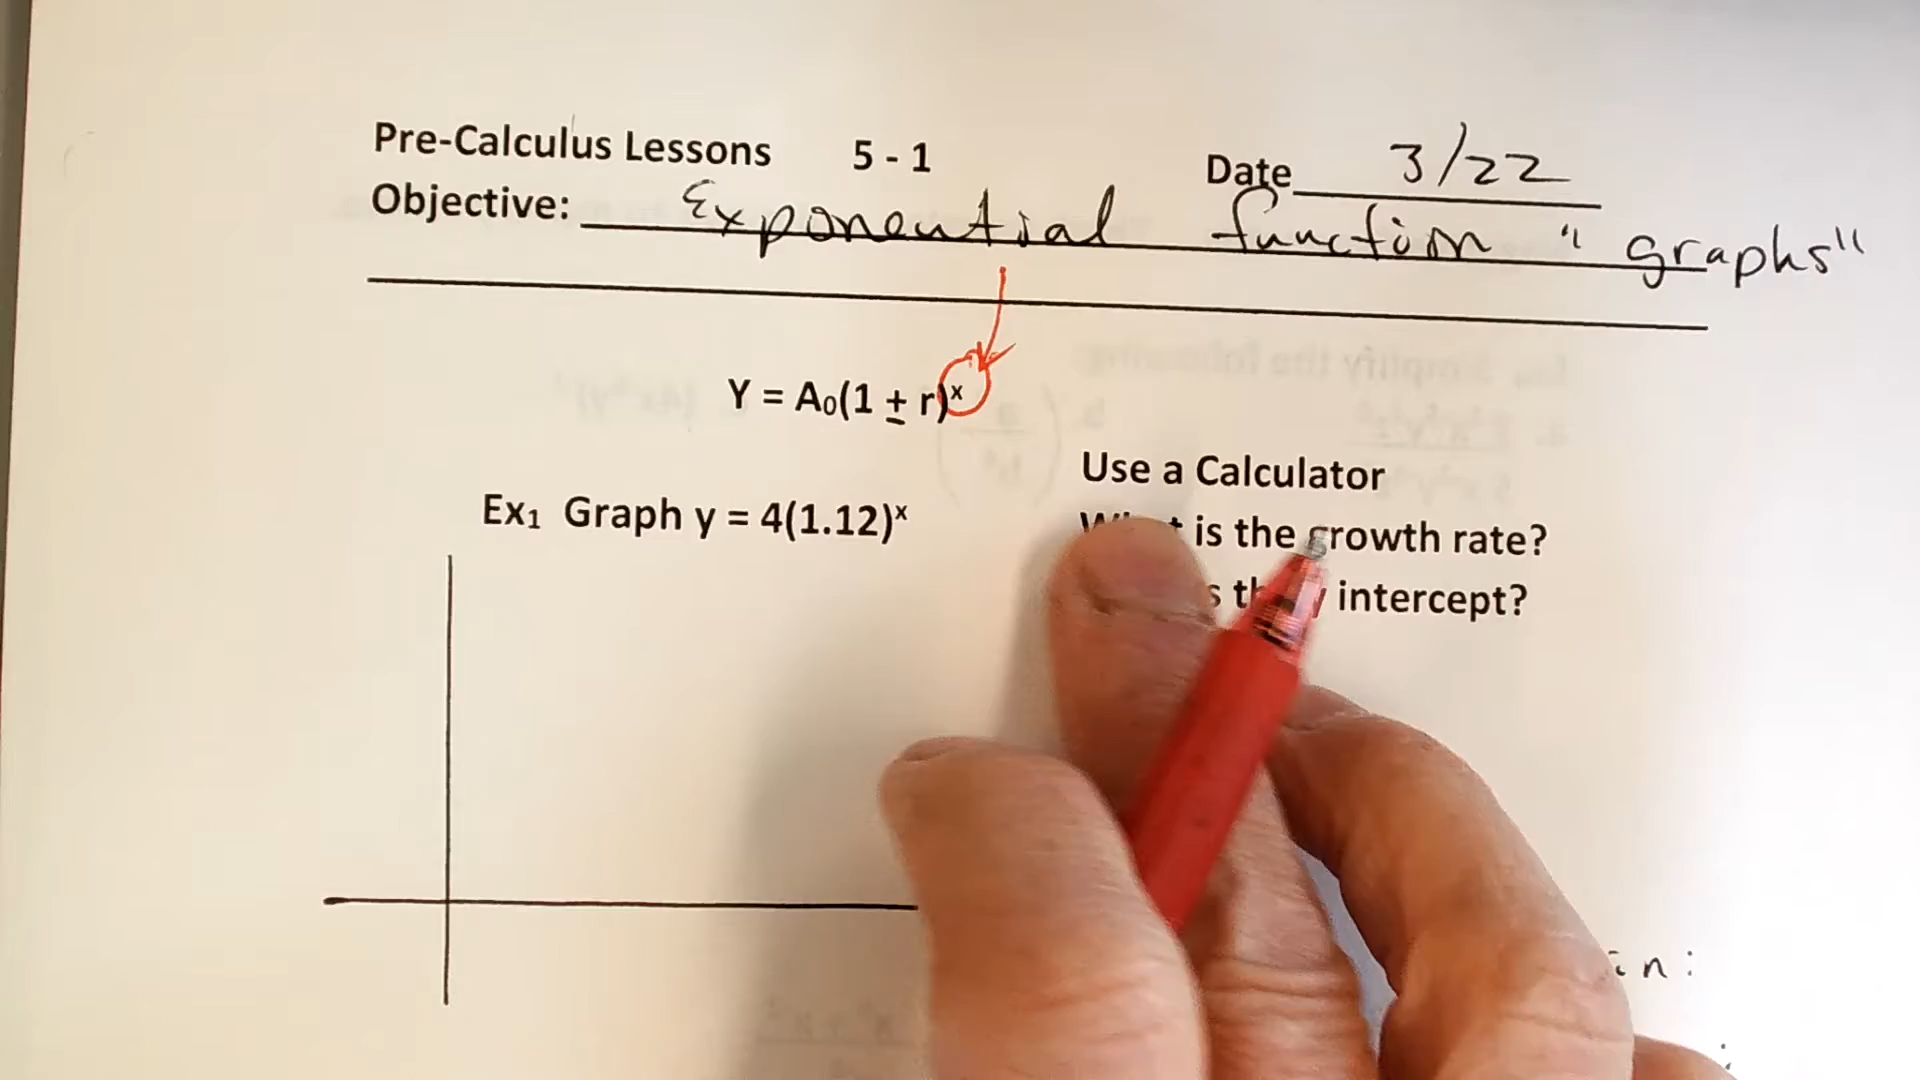 Pre-Calculus Lessons 5 - 1 Date 3/22
Objective: Exponential function "graphs"
Y = A₀(1 ± r)ˣ
Use a Calculator
Ex₁ Graph y = 4(1.12)ˣ
is the growth rate?
intercept?